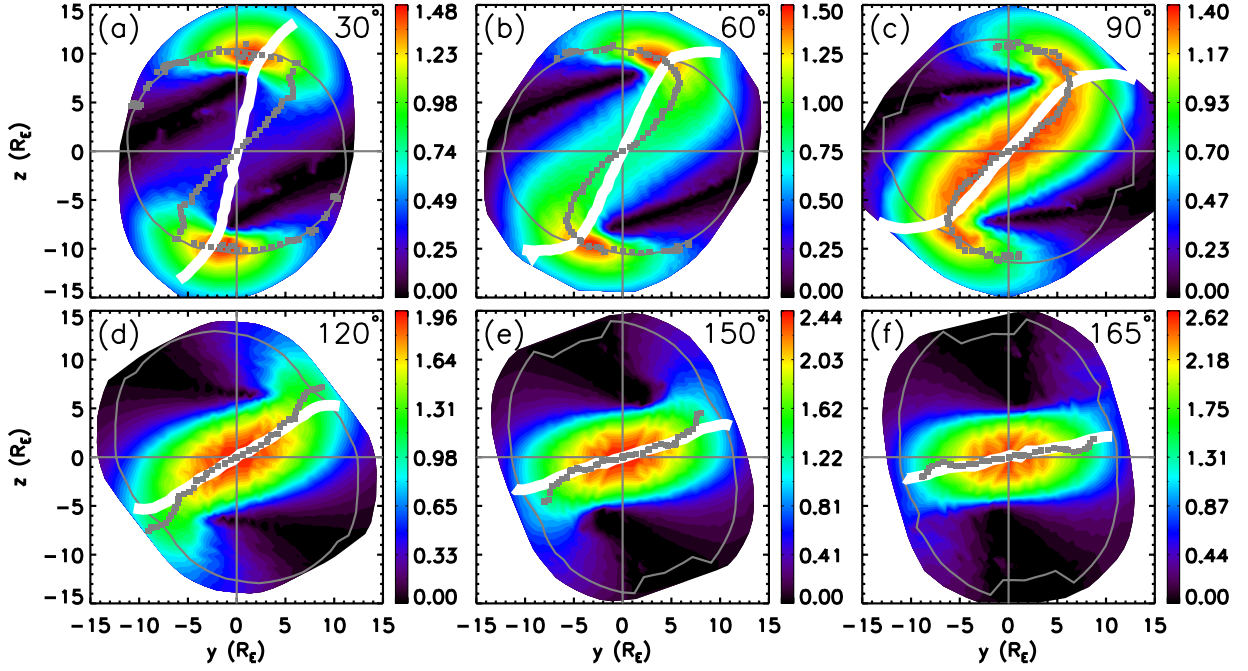 (a) 30° 1.48
(b) 60° 1.50
(c) 90° 1.40
15 10 5 0 −5 −10 −15
z (R_E)
1.23 0.98 0.74 0.49 0.25 0.00
1.25 1.00 0.75 0.50 0.25 0.00
1.17 0.93 0.70 0.47 0.23 0.00
(d) 120° 1.96
(e) 150° 2.44
(f) 165° 2.62
15 10 5 0 −5 −10 −15
z (R_E)
1.64 1.31 0.98 0.65 0.33 0.00
2.03 1.62 1.22 0.81 0.41 0.00
2.18 1.75 1.31 0.87 0.44 0.00
−15 −10 −5 0 5 10 15
−15 −10 −5 0 5 10 15
−15 −10 −5 0 5 10 15
y (R_E)
y (R_E)
y (R_E)